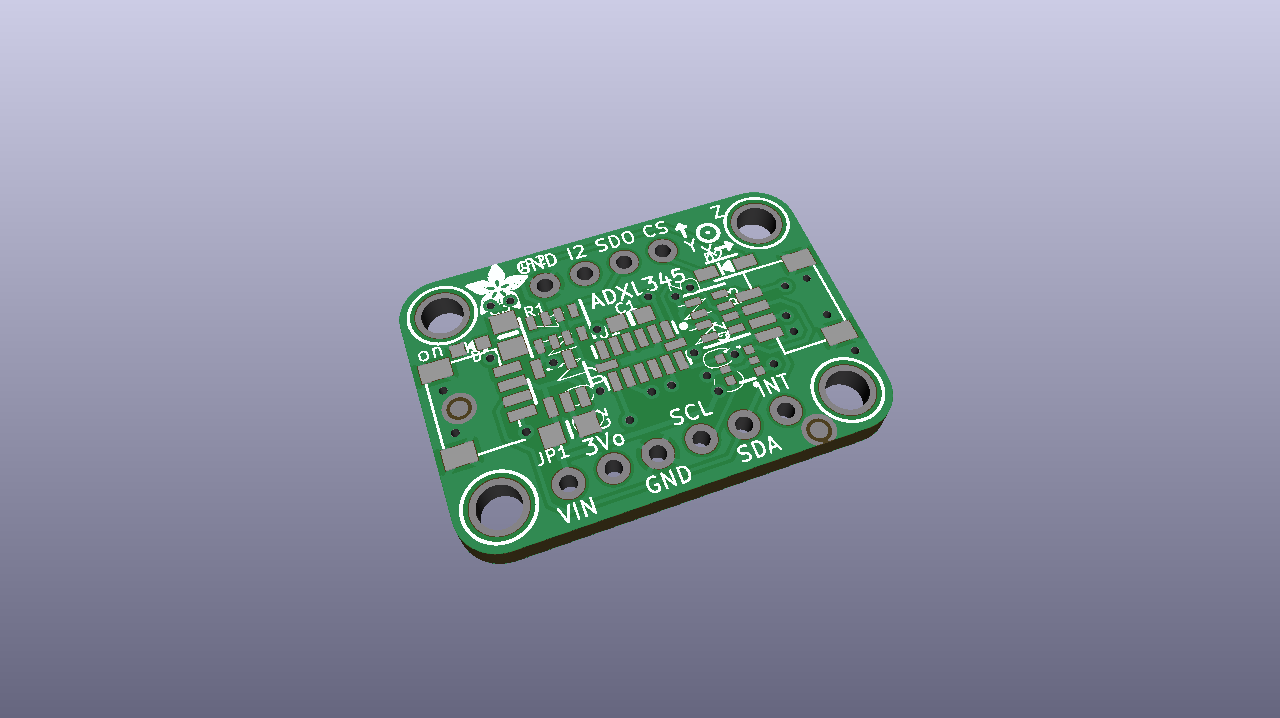 GND I2 SDO CS
Z
Y X
ADXL345
C1
R1
on
SCL
INT
JP1 3Vo
GND
SDA
VIN